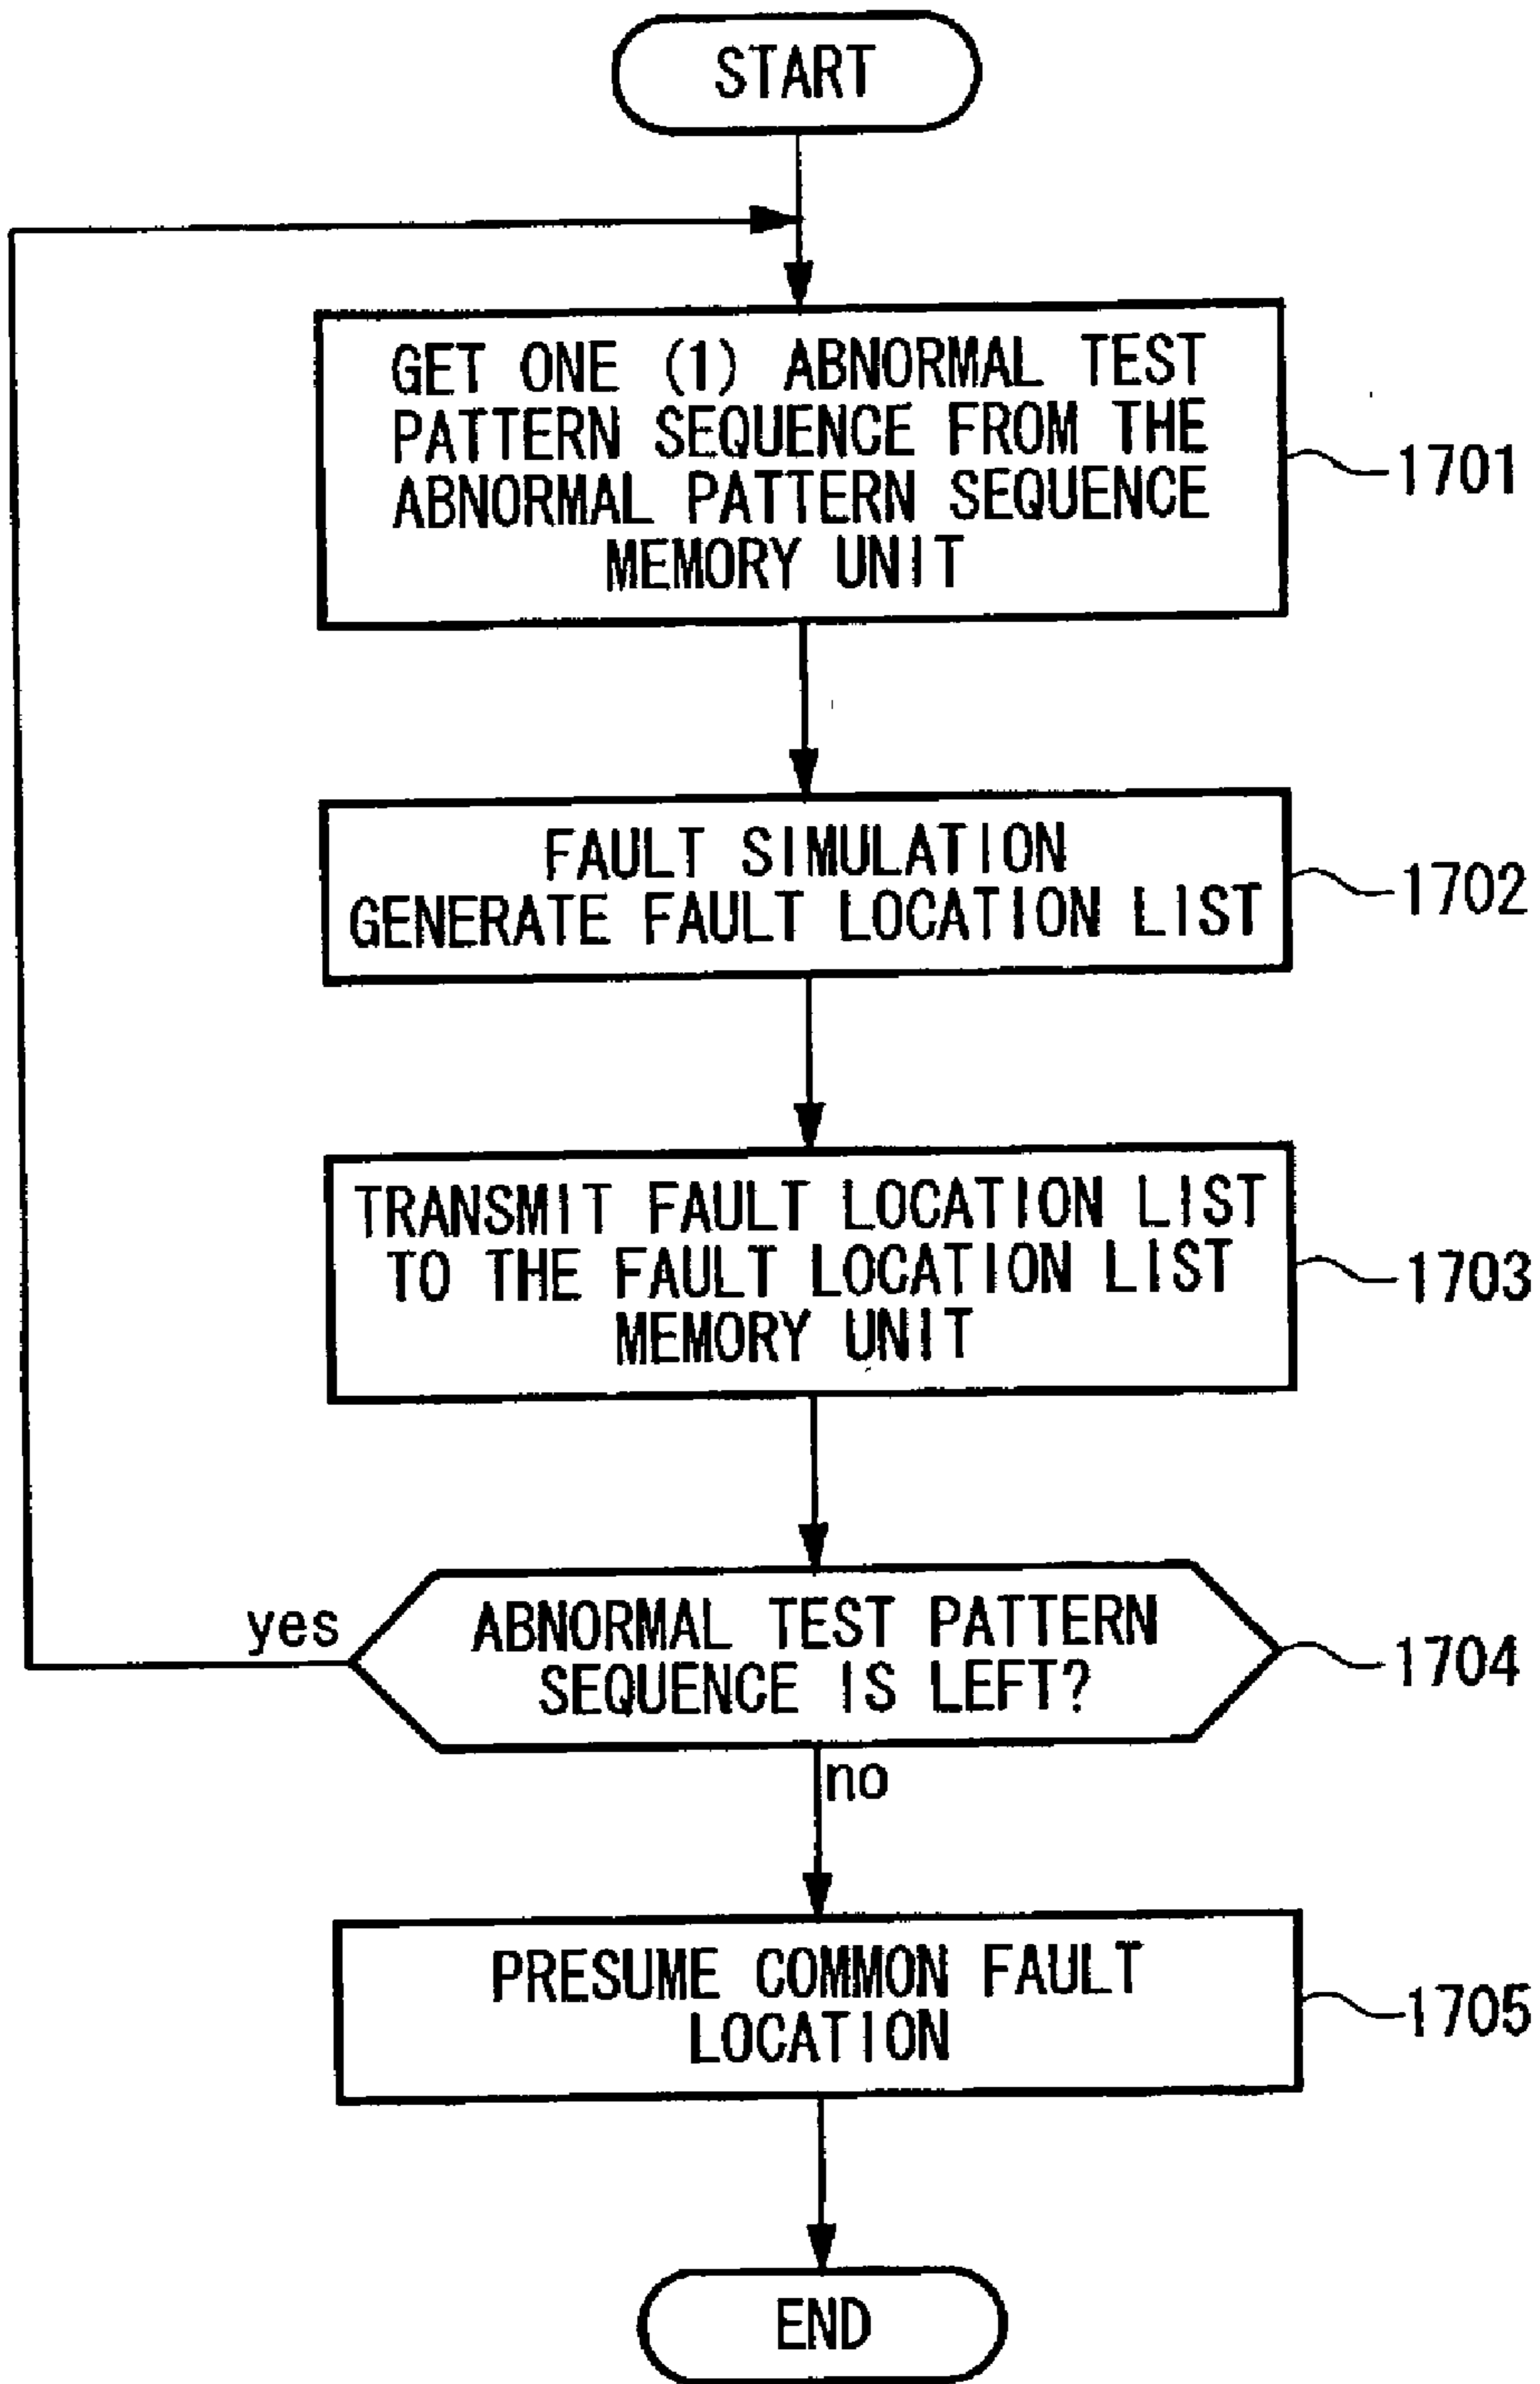 START
GET ONE (1) ABNORMAL TEST
PATTERN SEQUENCE FROM THE
ABNORMAL PATTERN SEQUENCE
MEMORY UNIT
1701
FAULT SIMULATION
GENERATE FAULT LOCATION LIST
1702
TRANSMIT FAULT LOCATION LIST
TO THE FAULT LOCATION LIST
MEMORY UNIT
1703
yes
ABNORMAL TEST PATTERN
SEQUENCE IS LEFT?
1704
no
PRESUME COMMON FAULT
LOCATION
1705
END